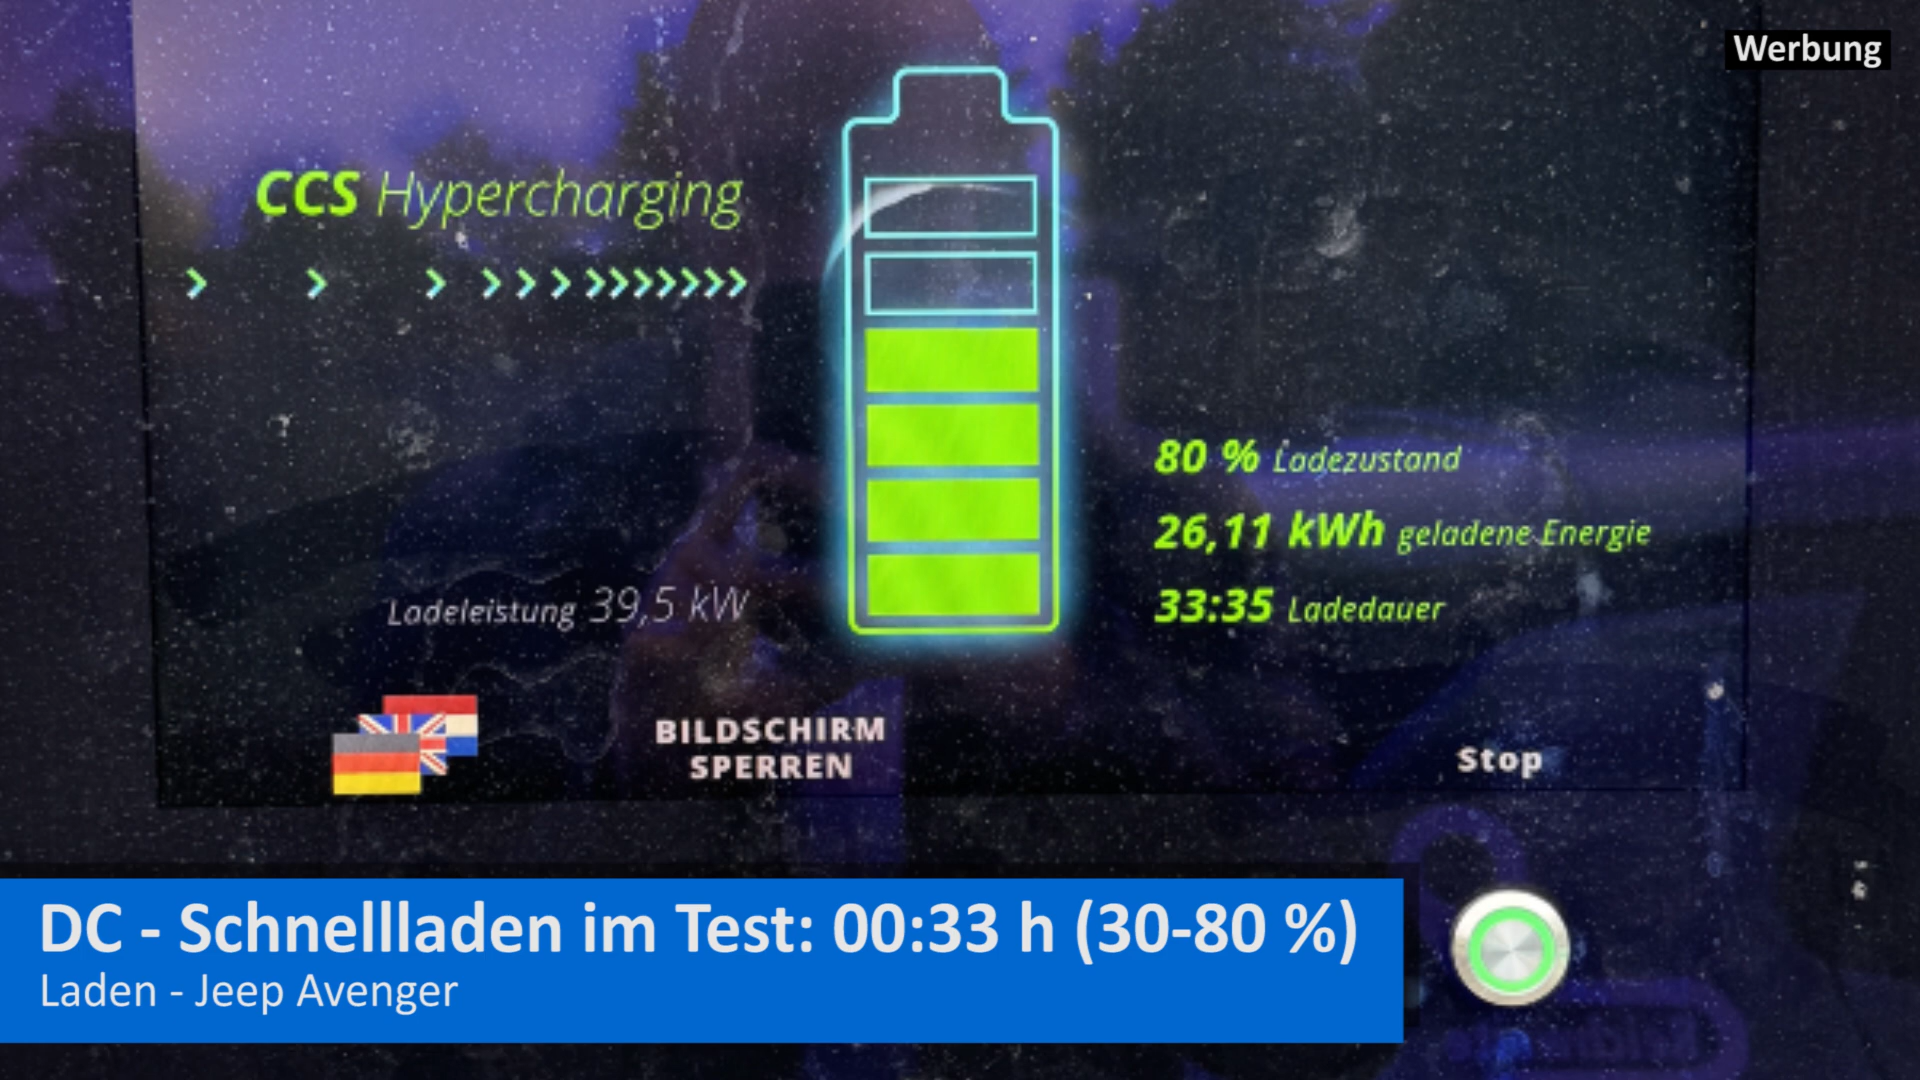 Werbung
CCS Hypercharging
80 % Ladezustand
26,11 kWh geladene Energie
33:35 Ladedauer
Ladeleistung 39,5 kW
BILDSCHIRM
SPERREN
Stop
DC - Schnellladen im Test: 00:33 h (30-80 %)
Laden - Jeep Avenger